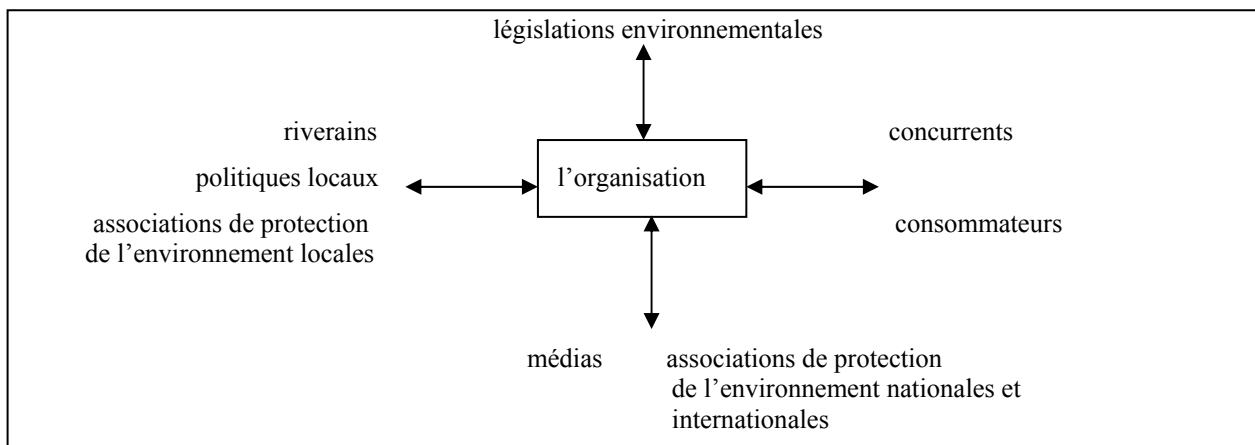 législations environnementales
riverains
concurrents
politiques locaux
l’organisation
associations de protection
de l’environnement locales
consommateurs
médias
associations de protection
de l’environnement nationales et
internationales